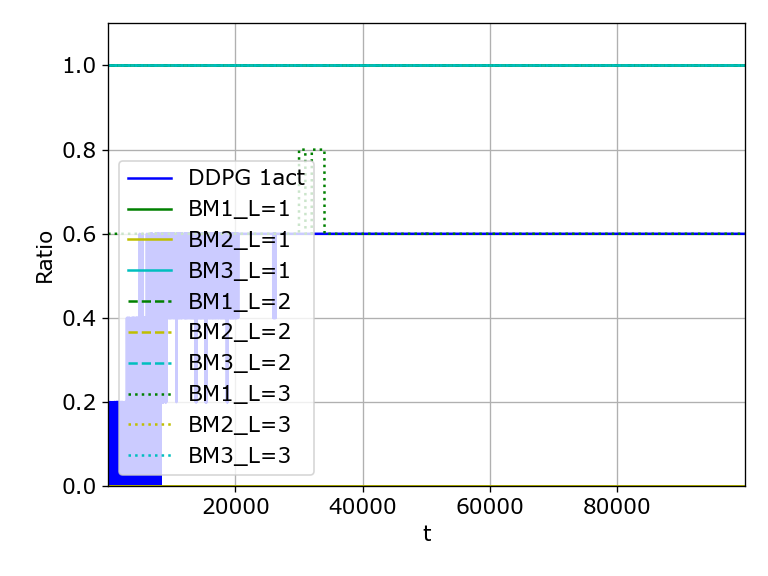 1.0
0.8
0.6
0.4
0.2
0.0
Ratio
DDPG 1act
BM1_L=1
BM2_L=1
BM3_L=1
BM1_L=2
BM2_L=2
BM3_L=2
BM1_L=3
BM2_L=3
BM3_L=3
20000 40000 60000 80000
t